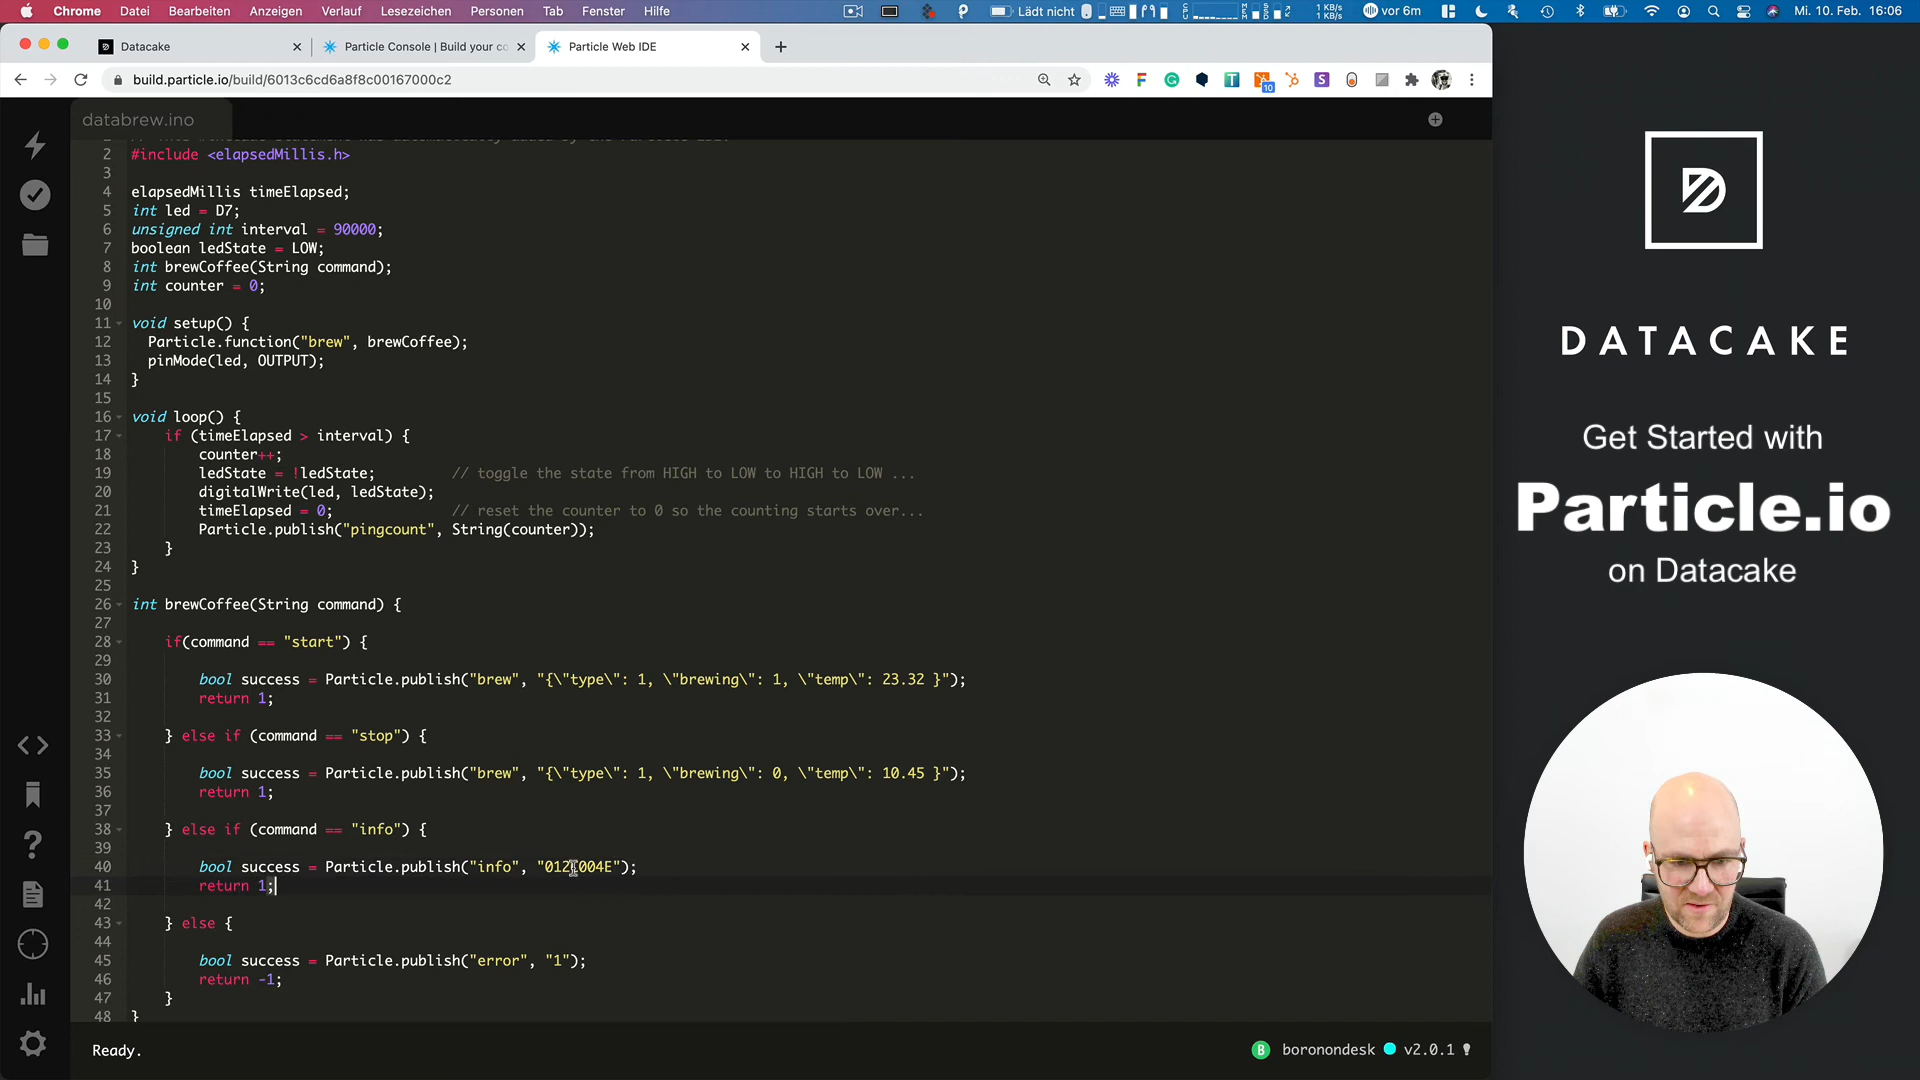 Chrome Datei Bearbeiten Anzeigen Verlauf Lesezeichen Personen Tab Fenster Hilfe
Lädt nicht
1 KB/s
1 KB/s
vor 6m
Mi. 10. Feb. 16:06
Datacake
Particle Console | Build your co
Particle Web IDE
build.particle.io/build/6013c6cd6a8f8c00167000c2
10
databrew.ino
2 #include <elapsedMillis.h>
3
4 elapsedMillis timeElapsed;
5 int led = D7;
6 unsigned int interval = 90000;
7 boolean ledState = LOW;
8 int brewCoffee(String command);
9 int counter = 0;
10
11 void setup() {
12 Particle.function("brew", brewCoffee);
13 pinMode(led, OUTPUT);
14 }
15
16 void loop() {
17 if (timeElapsed > interval) {
18 counter++;
19 ledState = !ledState; // toggle the state from HIGH to LOW to HIGH to LOW ...
20 digitalWrite(led, ledState);
21 timeElapsed = 0; // reset the counter to 0 so the counting starts over...
22 Particle.publish("pingcount", String(counter));
23 }
24 }
25
26 int brewCoffee(String command) {
27
28 if(command == "start") {
29
30 bool success = Particle.publish("brew", "{\"type\": 1, \"brewing\": 1, \"temp\": 23.32 }");
31 return 1;
32
33 } else if (command == "stop") {
34
35 bool success = Particle.publish("brew", "{\"type\": 1, \"brewing\": 0, \"temp\": 10.45 }");
36 return 1;
37
38 } else if (command == "info") {
39
40 bool success = Particle.publish("info",
41 return 1;
42
43 } else {
44
45 bool success = Particle.publish("error", "1");
46 return -1;
47 }
48 }
Ready.
B boronondesk v2.0.1
DATACAKE
Get Started with
Particle.io
on Datacake